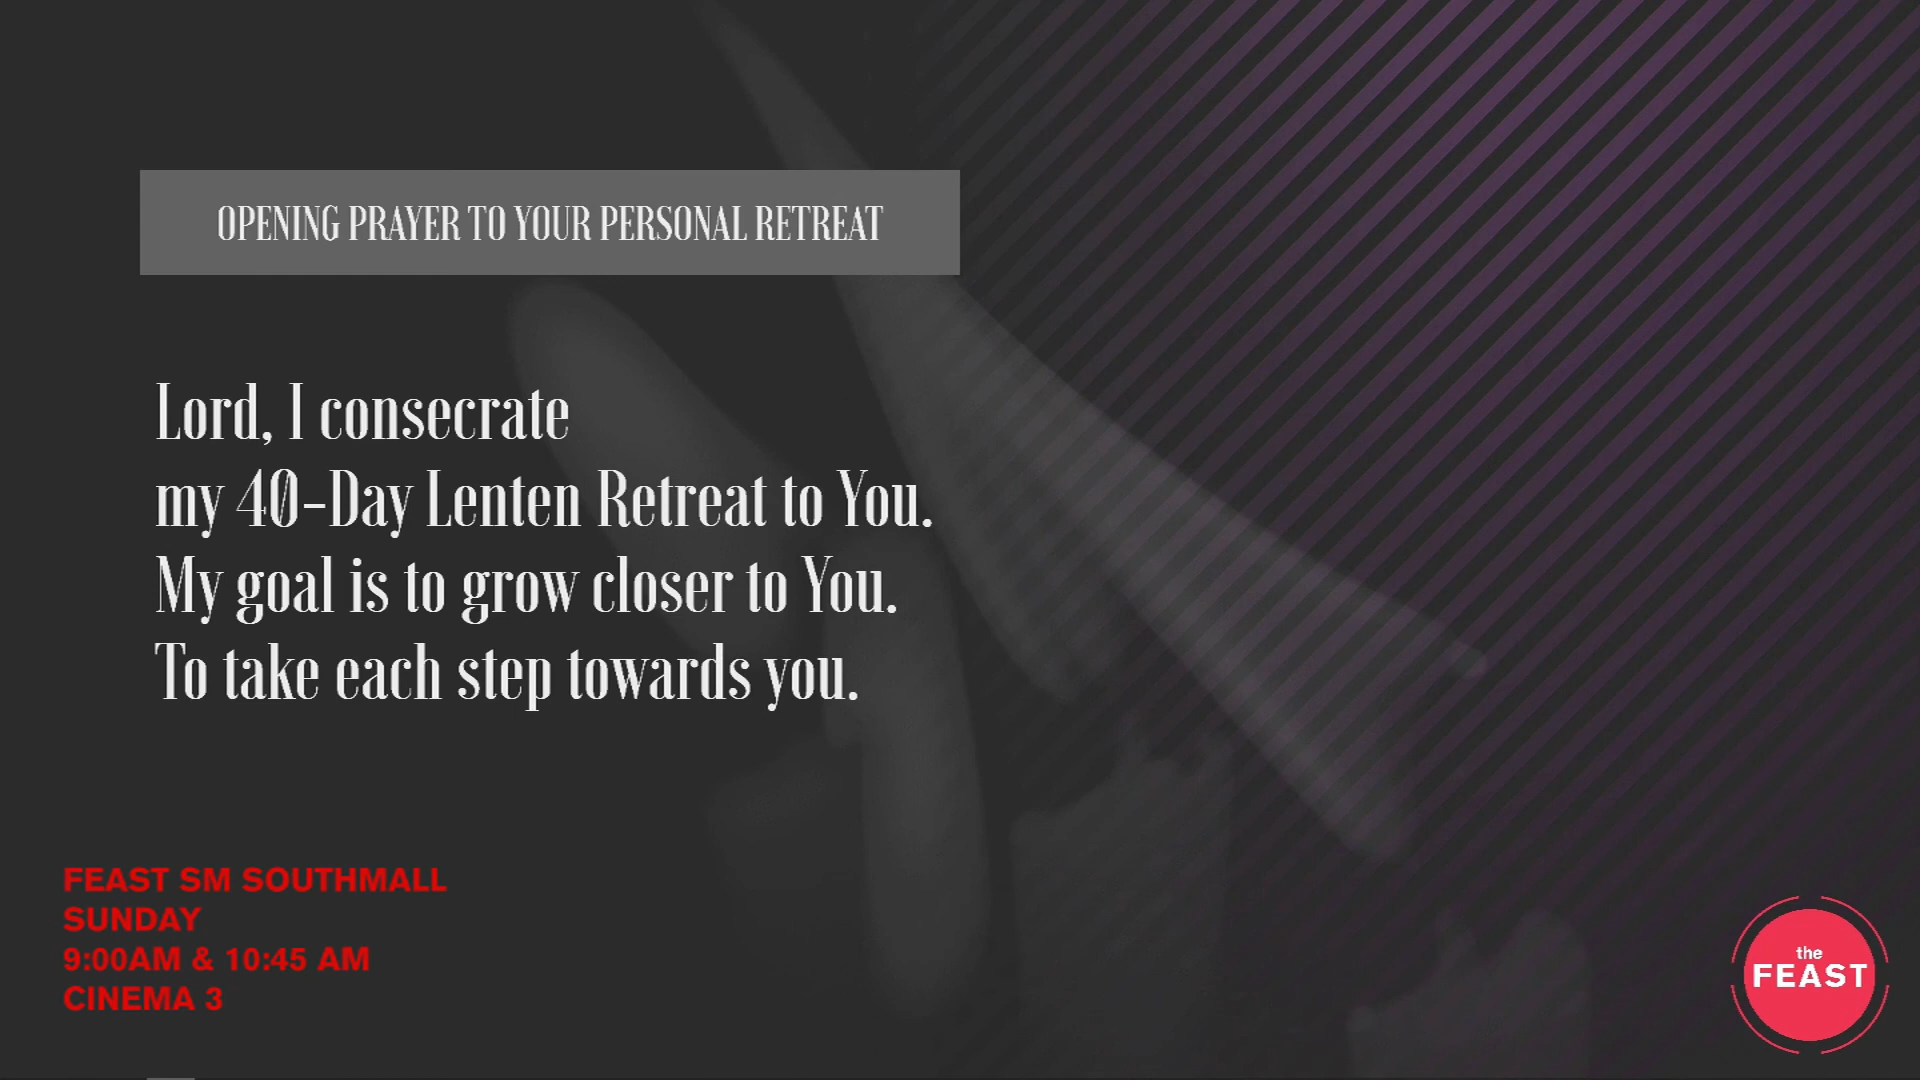 OPENING PRAYER TO YOUR PERSONAL RETREAT
Lord, I consecrate
my 40-Day Lenten Retreat to You.
My goal is to grow closer to You.
To take each step towards you.
FEAST SM SOUTHMALL
SUNDAY
9:00AM & 10:45 AM
CINEMA 3
the
FEAST